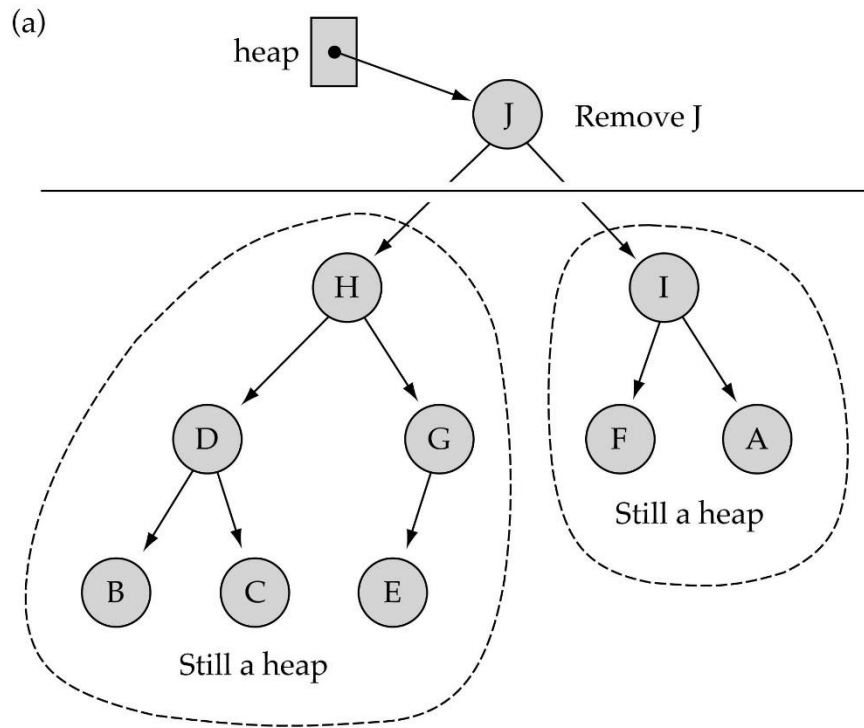 (a)
heap
J Remove J
H I
D G F A
Still a heap
B C E
Still a heap